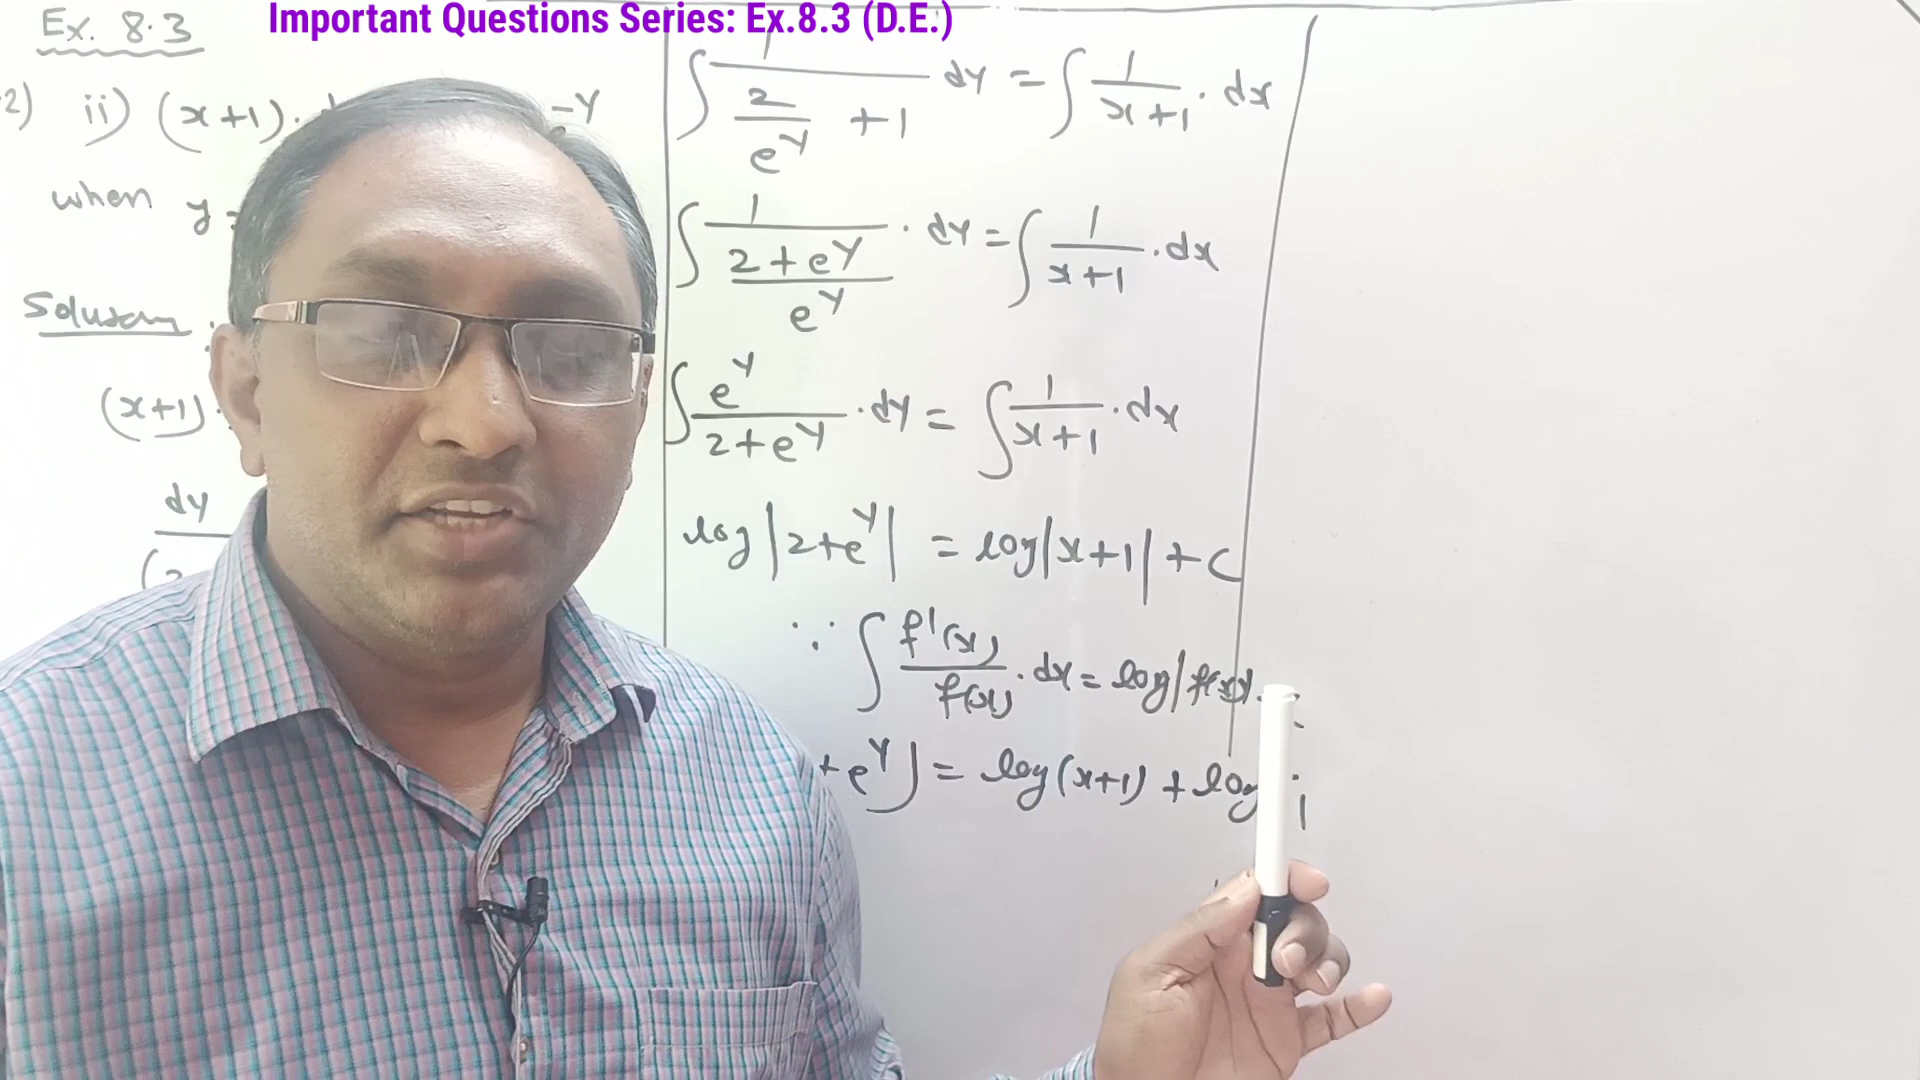 Important Questions Series: Ex.8.3 (D.E.)
Ex. 8.3
2) ii) (x+1). -y
when y=
Solution:
(x+1).
dy
(2
∫ 1/(2/e^y + 1) dy = ∫ 1/(x+1) . dx
∫ 1/((2+e^y)/e^y) . dy = ∫ 1/(x+1) . dx
∫ e^y/(2+e^y) . dy = ∫ 1/(x+1) . dx
log|2+e^y| = log|x+1| + c
∵ ∫ f'(x)/f(x) . dx = log|f(x)|
+ e^y) = log(x+1) + log